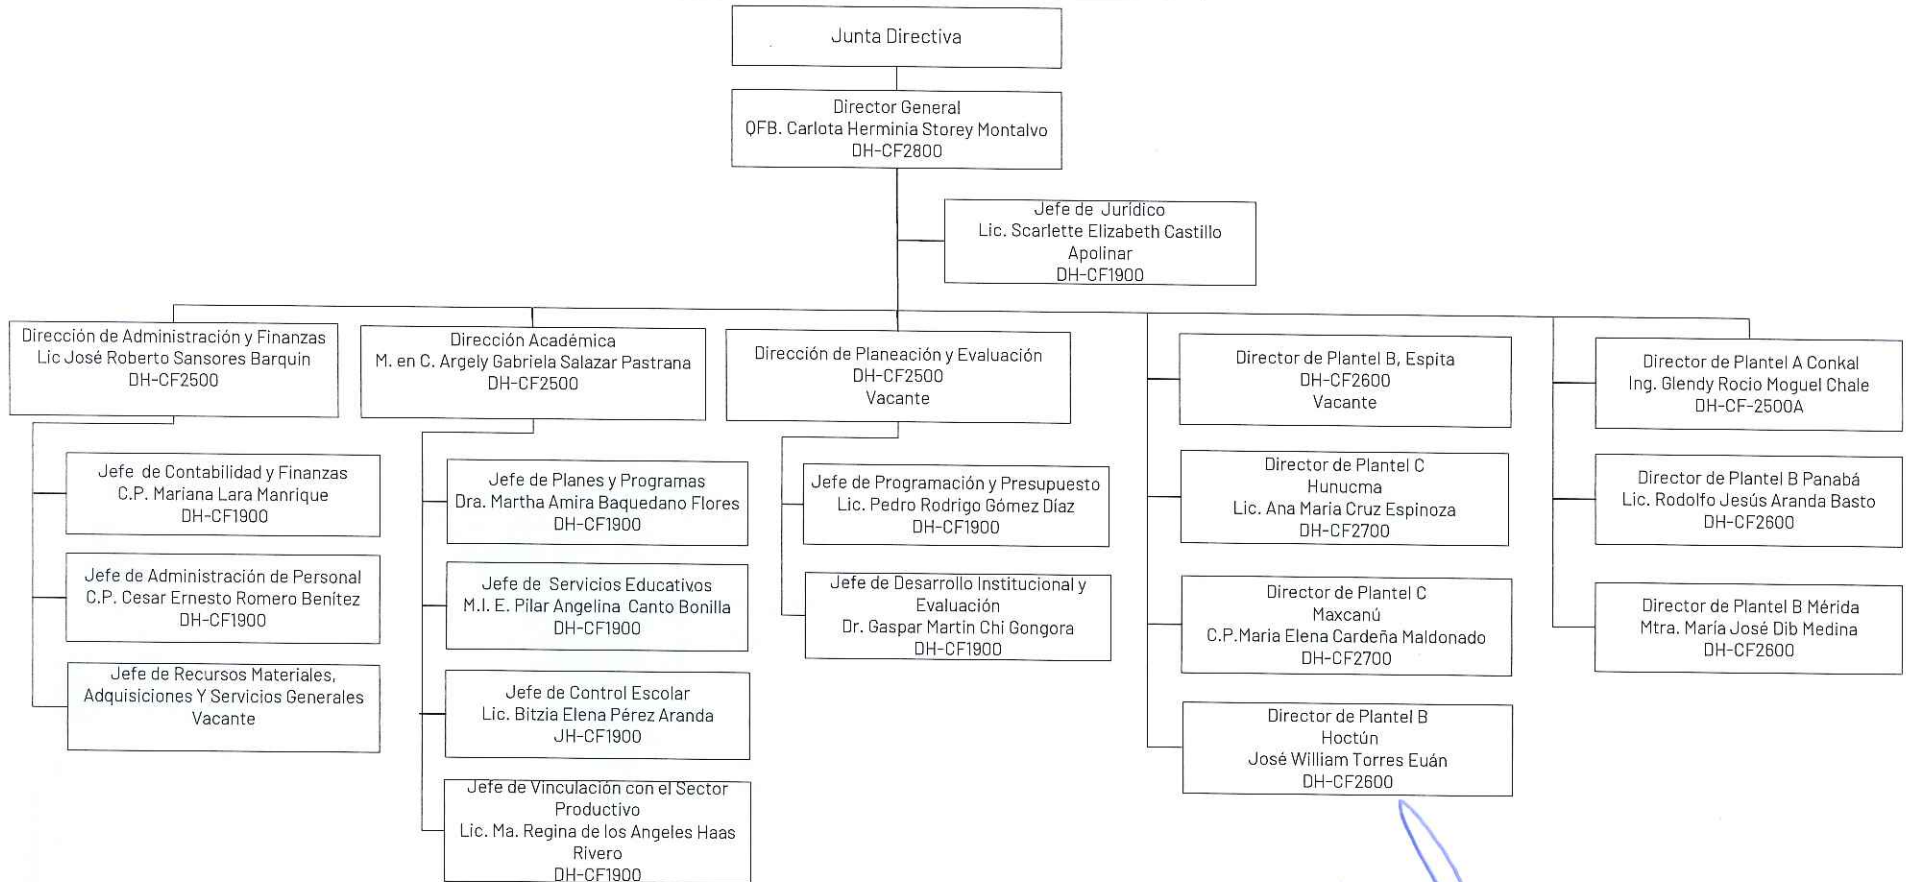 Junta Directiva
Director General
QFB. Carlota Herminia Storey Montalvo
DH-CF2800
Jefe de Jurídico
Lic. Scarlette Elizabeth Castillo
Apolinar
DH-CF1900
Dirección de Administración y Finanzas
Lic José Roberto Sansores Barquin
DH-CF2500
Jefe de Contabilidad y Finanzas
C.P. Mariana Lara Manrique
DH-CF1900
Jefe de Administración de Personal
C.P. Cesar Ernesto Romero Benítez
DH-CF1900
Jefe de Recursos Materiales,
Adquisiciones Y Servicios Generales
Vacante
Dirección Académica
M. en C. Argely Gabriela Salazar Pastrana
DH-CF2500
Jefe de Planes y Programas
Dra. Martha Amira Baquedano Flores
DH-CF1900
Jefe de Servicios Educativos
M.I. E. Pilar Angelina Canto Bonilla
DH-CF1900
Jefe de Control Escolar
Lic. Bitzia Elena Pérez Aranda
JH-CF1900
Jefe de Vinculación con el Sector
Productivo
Lic. Ma. Regina de los Angeles Haas
Rivero
DH-CF1900
Dirección de Planeación y Evaluación
DH-CF2500
Vacante
Jefe de Programación y Presupuesto
Lic. Pedro Rodrigo Gómez Díaz
DH-CF1900
Jefe de Desarrollo Institucional y
Evaluación
Dr. Gaspar Martin Chi Gongora
DH-CF1900
Director de Plantel B, Espita
DH-CF2600
Vacante
Director de Plantel C
Hunucma
Lic. Ana Maria Cruz Espinoza
DH-CF2700
Director de Plantel C
Maxcanú
C.P.Maria Elena Cardeña Maldonado
DH-CF2700
Director de Plantel B
Hoctún
José William Torres Euán
DH-CF2600
Director de Plantel A Conkal
Ing. Glendy Rocio Moguel Chale
DH-CF-2500A
Director de Plantel B Panabá
Lic. Rodolfo Jesús Aranda Basto
DH-CF2600
Director de Plantel B Mérida
Mtra. María José Dib Medina
DH-CF2600